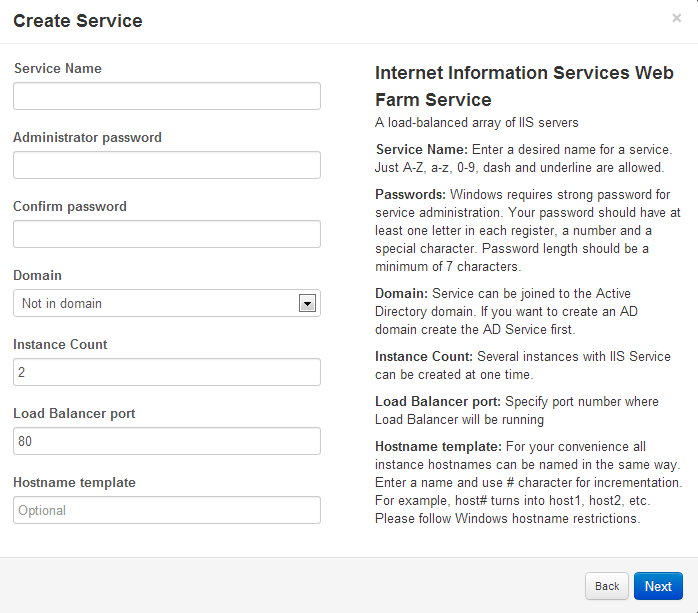 Create Service
×
Service Name
Administrator password
Confirm password
Domain
Not in domain
Instance Count
2
Load Balancer port
80
Hostname template
Optional
Internet Information Services Web
Farm Service
A load-balanced array of IIS servers
Service Name: Enter a desired name for a service.
Just A-Z, a-z, 0-9, dash and underline are allowed.
Passwords: Windows requires strong password for
service administration. Your password should have at
least one letter in each register, a number and a
special character. Password length should be a
minimum of 7 characters.
Domain: Service can be joined to the Active
Directory domain. If you want to create an AD
domain create the AD Service first.
Instance Count: Several instances with IIS Service
can be created at one time.
Load Balancer port: Specify port number where
Load Balancer will be running
Hostname template: For your convenience all
instance hostnames can be named in the same way.
Enter a name and use # character for incrementation.
For example, host# turns into host1, host2, etc.
Please follow Windows hostname restrictions.
Back
Next